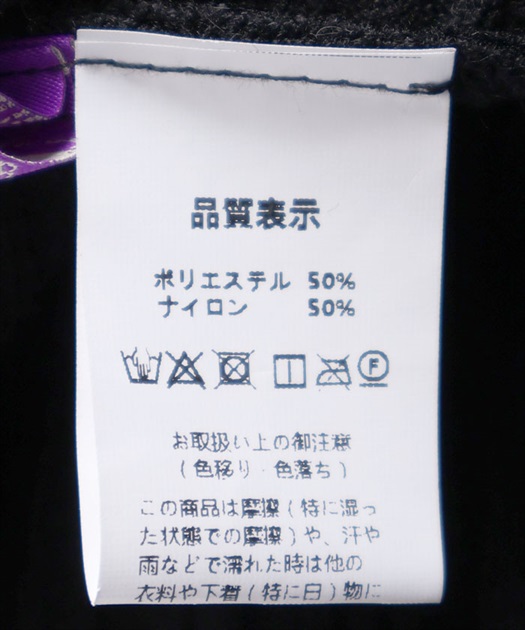 品質表示
ポリエステル 50%
ナイロン 50%
F
お取扱い上の御注意
(色移り・色落ち)
この商品は摩擦(特に湿っ
た状態での摩擦)や、汗や
雨などで濡れた時は他の
衣料や下着(特に白)物に